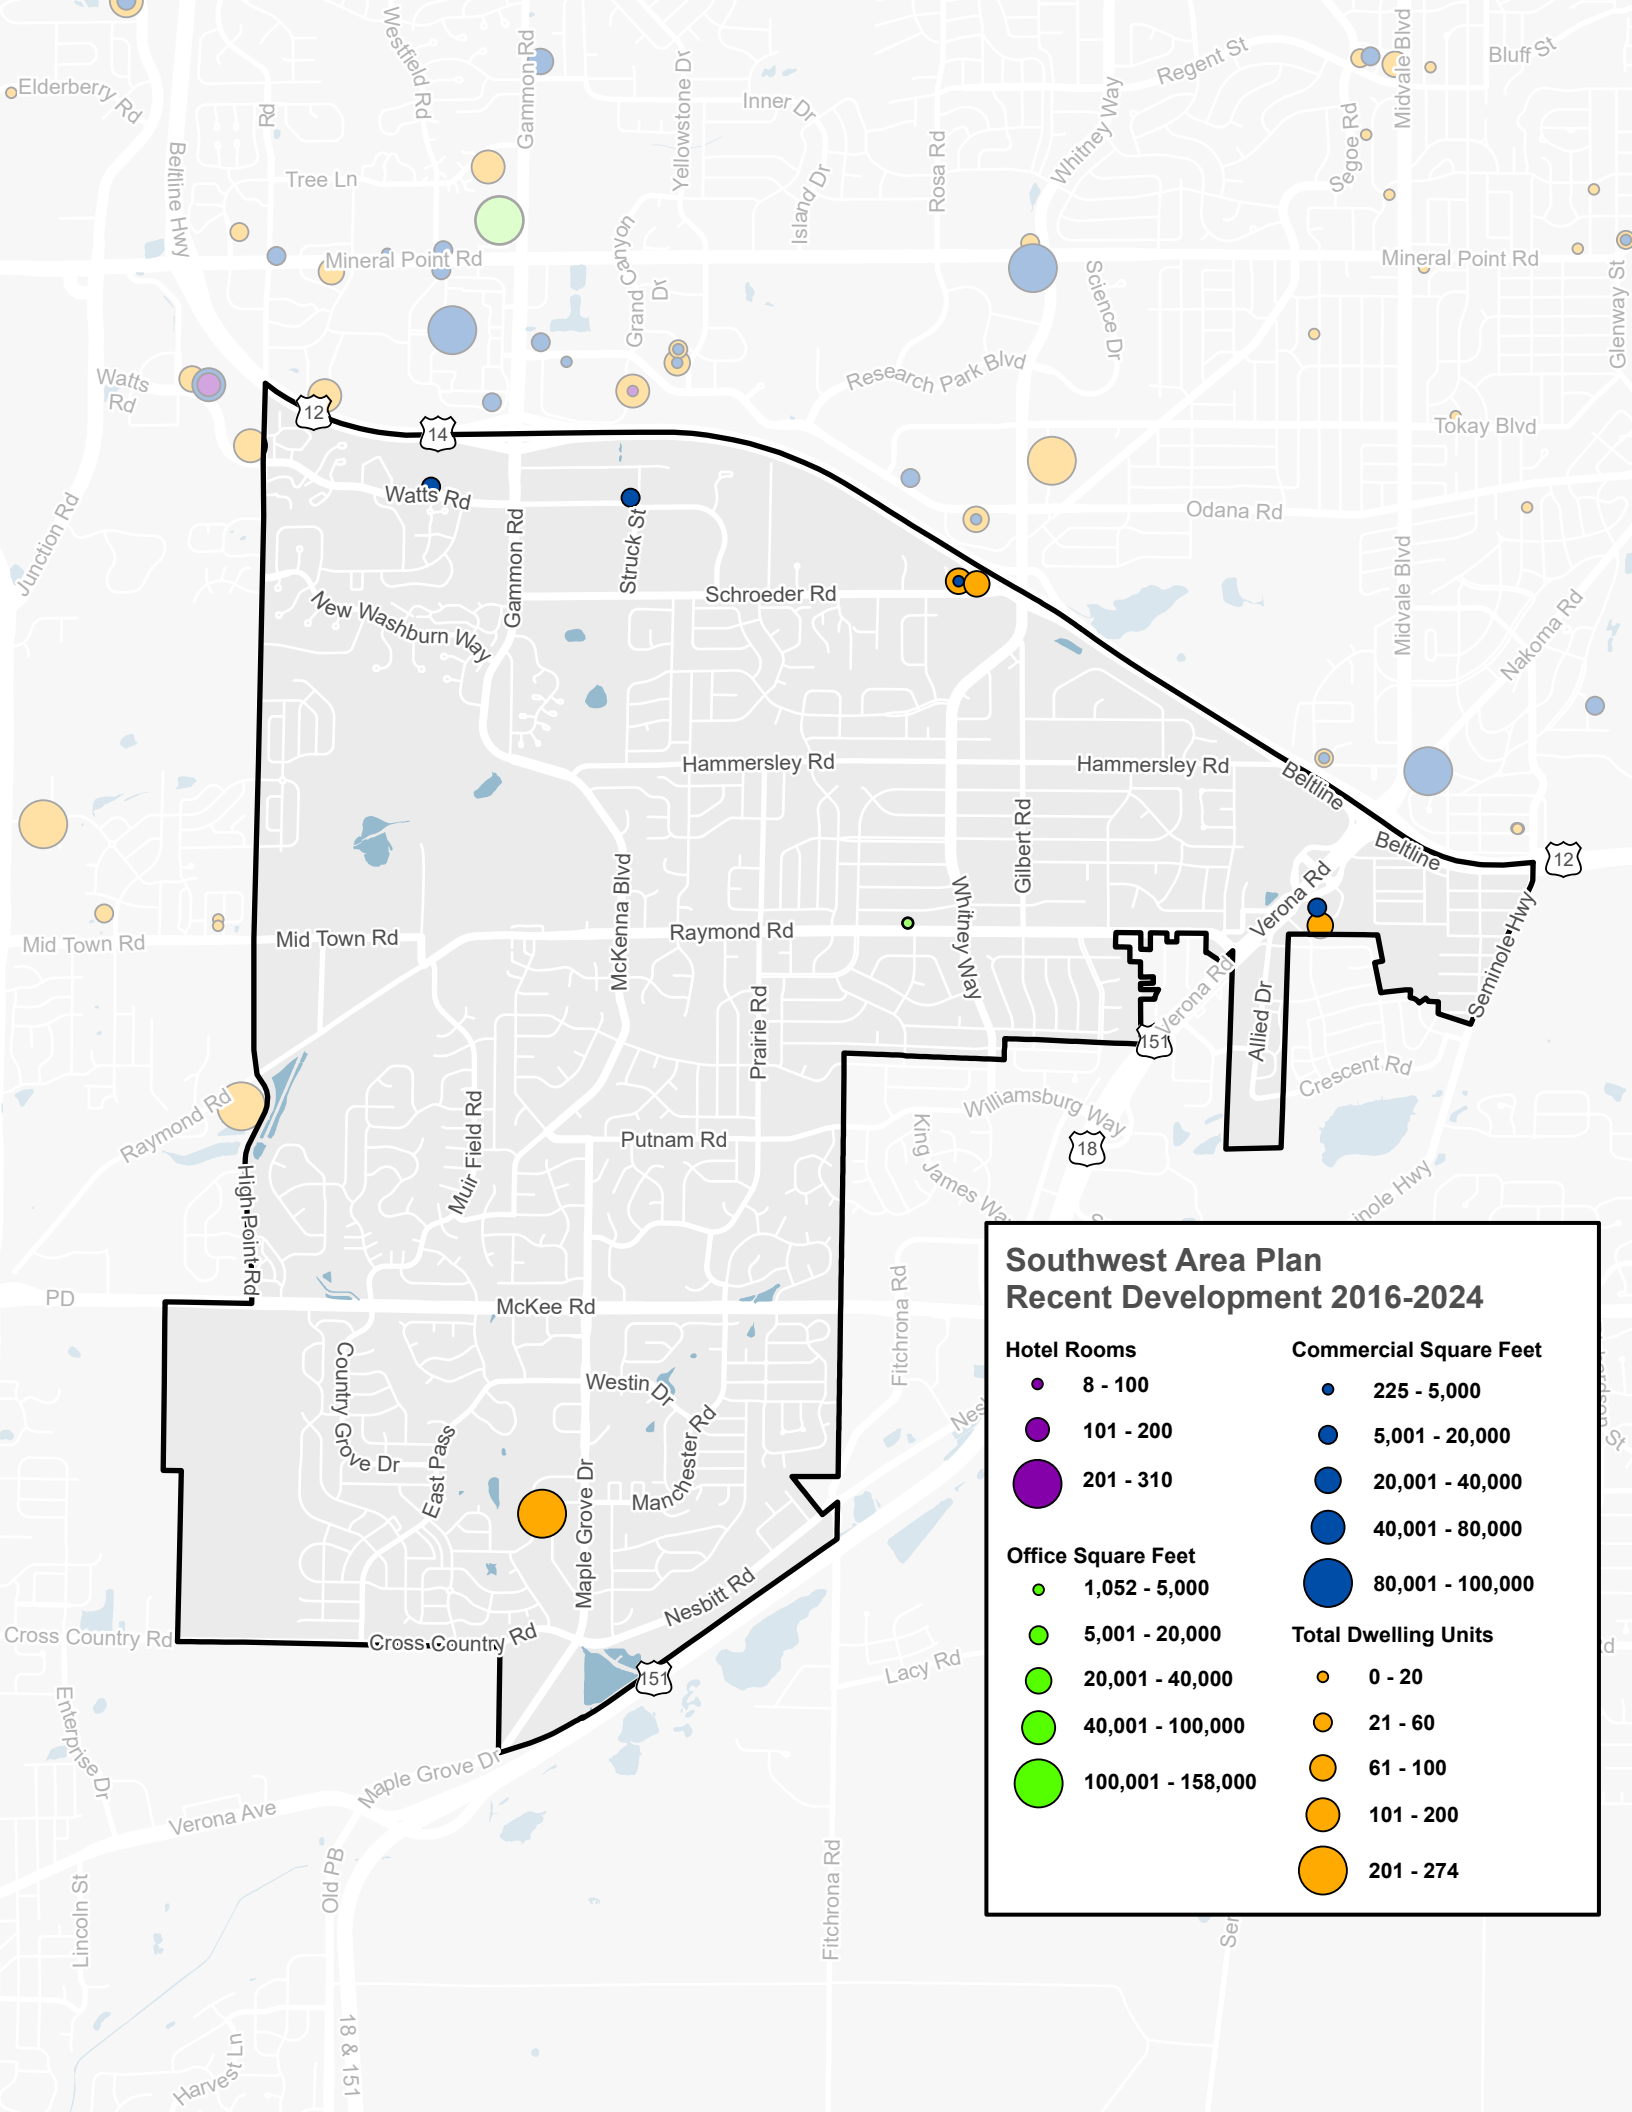 Elderberry Rd
Rd
Beltline Hwy
Westfield Rd
Gammon Rd
Yellowstone Dr
Inner Dr
Island Dr
Rosa Rd
Whitney Way
Regent St
Segoe Rd
Midvale Blvd
Bluff St
Tree Ln
Mineral Point Rd
Grand Canyon
Dr
Science Dr
Mineral Point Rd
Glenway St
Watts
Rd
12
14
Research Park Blvd
Tokay Blvd
Junction Rd
Watts Rd
Gammon Rd
Struck St
Odana Rd
Midvale Blvd
Nakoma Rd
New Washburn Way
Schroeder Rd
Hammersley Rd
Hammersley Rd
Beltline
Beltline
12
Gilbert Rd
McKenna Blvd
Whitney Way
Verona Rd
Seminole Hwy
Mid Town Rd
Mid Town Rd
Raymond Rd
Prairie Rd
Verona Rd
151
Allied Dr
Crescent Rd
Raymond Rd
Muir Field Rd
Putnam Rd
Williamsburg Way
King James Wa
18
High Point Rd
PD
McKee Rd
Fitchrona Rd
Country Grove Dr
East Pass
Westin Dr
Manchester Rd
Maple Grove Dr
Nesbitt Rd
Nes
inole Hwy
Southwest Area Plan
Recent Development 2016-2024
Hotel Rooms
8 - 100
101 - 200
201 - 310
Office Square Feet
1,052 - 5,000
5,001 - 20,000
20,001 - 40,000
40,001 - 100,000
100,001 - 158,000
Commercial Square Feet
225 - 5,000
5,001 - 20,000
20,001 - 40,000
40,001 - 80,000
80,001 - 100,000
Total Dwelling Units
0 - 20
21 - 60
61 - 100
101 - 200
201 - 274
Cross Country Rd
Cross Country Rd
151
Lacy Rd
Enterprise Dr
Maple Grove Dr
Verona Ave
Old PB
Lincoln St
Fitchrona Rd
Ser
18 & 151
Harvest Ln